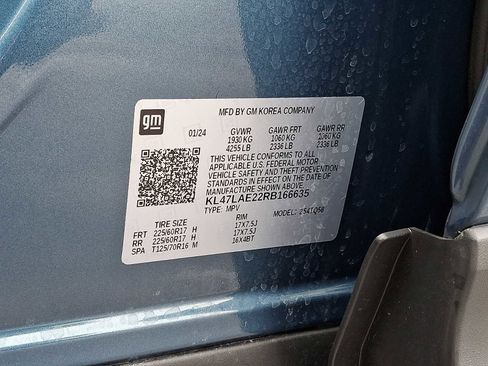 gm
MFD BY GM KOREA COMPANY
01/24 GVWR GAWR FRT GAWR RR
1930 KG 1060 KG 1060 KG
4255 LB 2336 LB 2336 LB
THIS VEHICLE CONFORMS TO ALL
APPLICABLE U.S. FEDERAL MOTOR
VEHICLE SAFETY AND THEFT PREVENTION
STANDARDS IN EFFECT ON THE DATE OF
MANUFACTURE SHOWN ABOVE.
KL47LAE22RB166635
TYPE: MPV MODEL:
TIRE SIZE RIM
FRT 225/60R17 H 17X7.5J
RR 225/60R17 H 17X7.5J
SPA T125/70R16 M 16X4BT